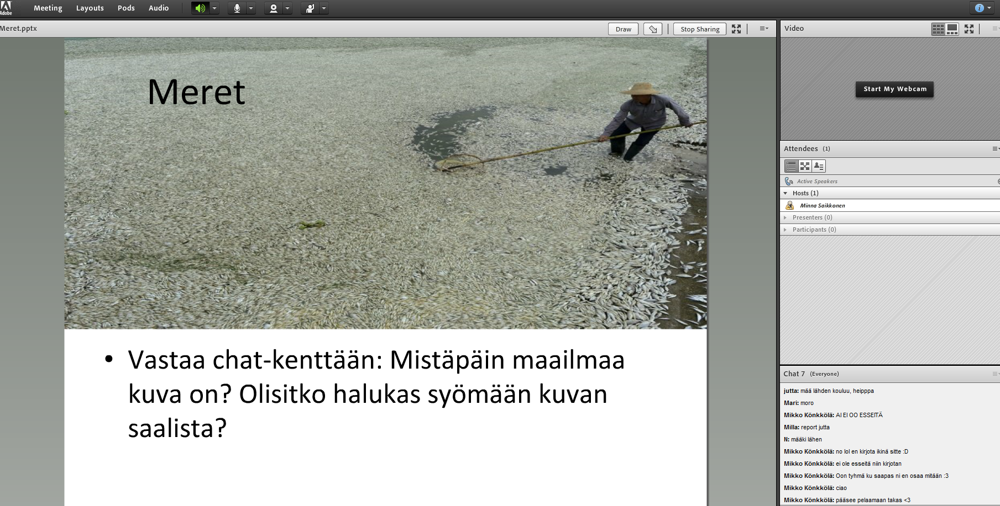 Adobe
Meeting
Layouts
Pods
Audio
Meret.pptx
Draw
Stop Sharing
Meret
• Vastaa chat-kenttään: Mistäpäin maailmaa
kuva on? Olisitko halukas syömään kuvan
saalista?
Video
Start My Webcam
Attendees (1)
Active Speakers
Hosts (1)
Minna Saikkonen
Presenters (0)
Participants (0)
Chat 7 (Everyone)
jutta: mää lähden kouluu, heipppa
Mari: moro
Mikko Könkkölä: AI EI OO ESSEITÄ
Milla: report jutta
N: määki lähen
Mikko Könkkölä: no lol en kirjota ikinä sitte :D
Mikko Könkkölä: ei ole esseitä niin kirjotan
Mikko Könkkölä: Oon tyhmä ku saapas ni en osaa mitään :3
Mikko Könkkölä: ciao
Mikko Könkkölä: pääsee pelaamaan takas <3